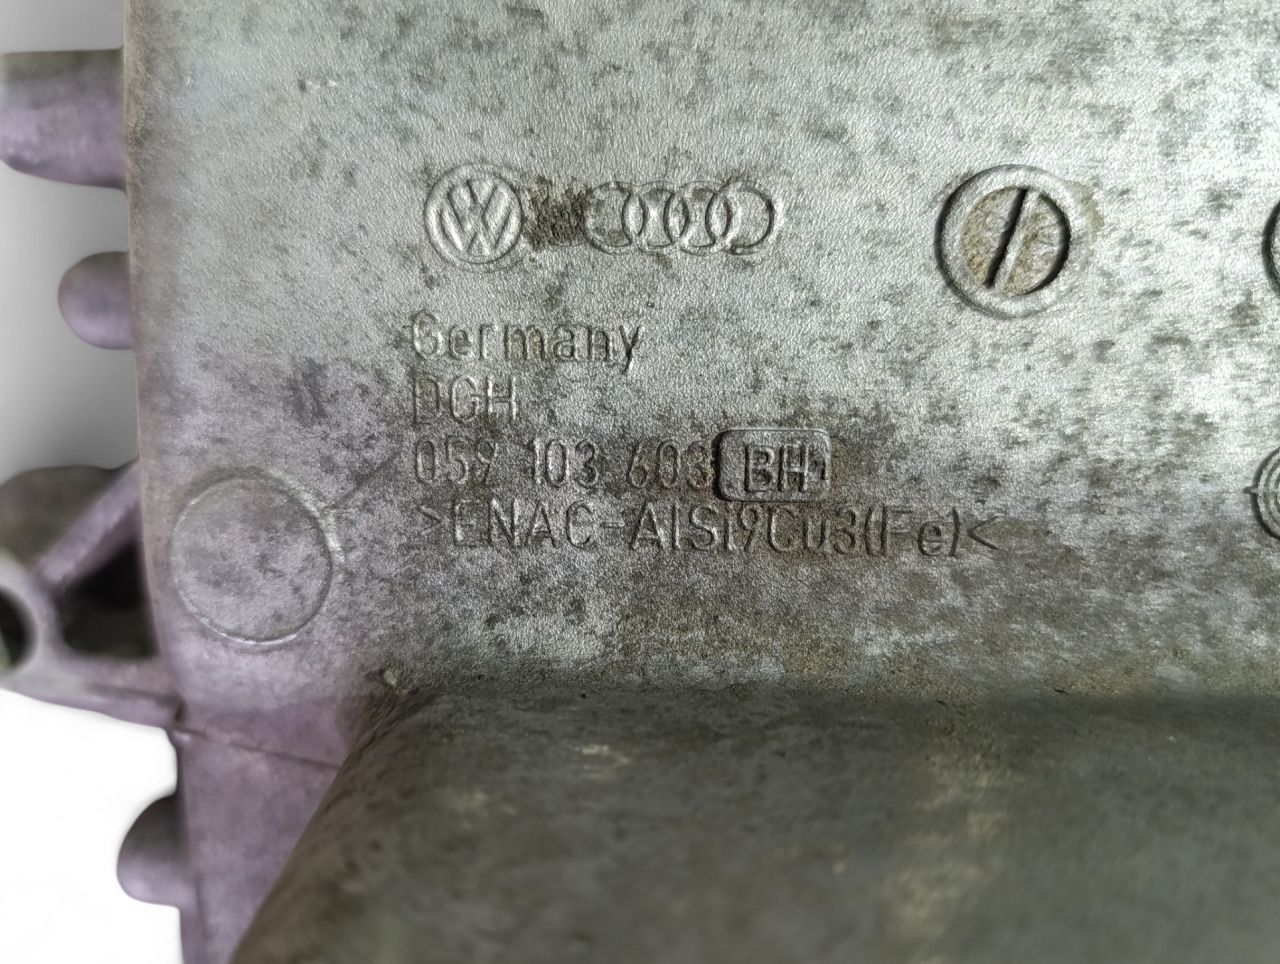 Germany
DGH
059 103 603 BH
>ENAC-AlSi9Cu3(Fe)<